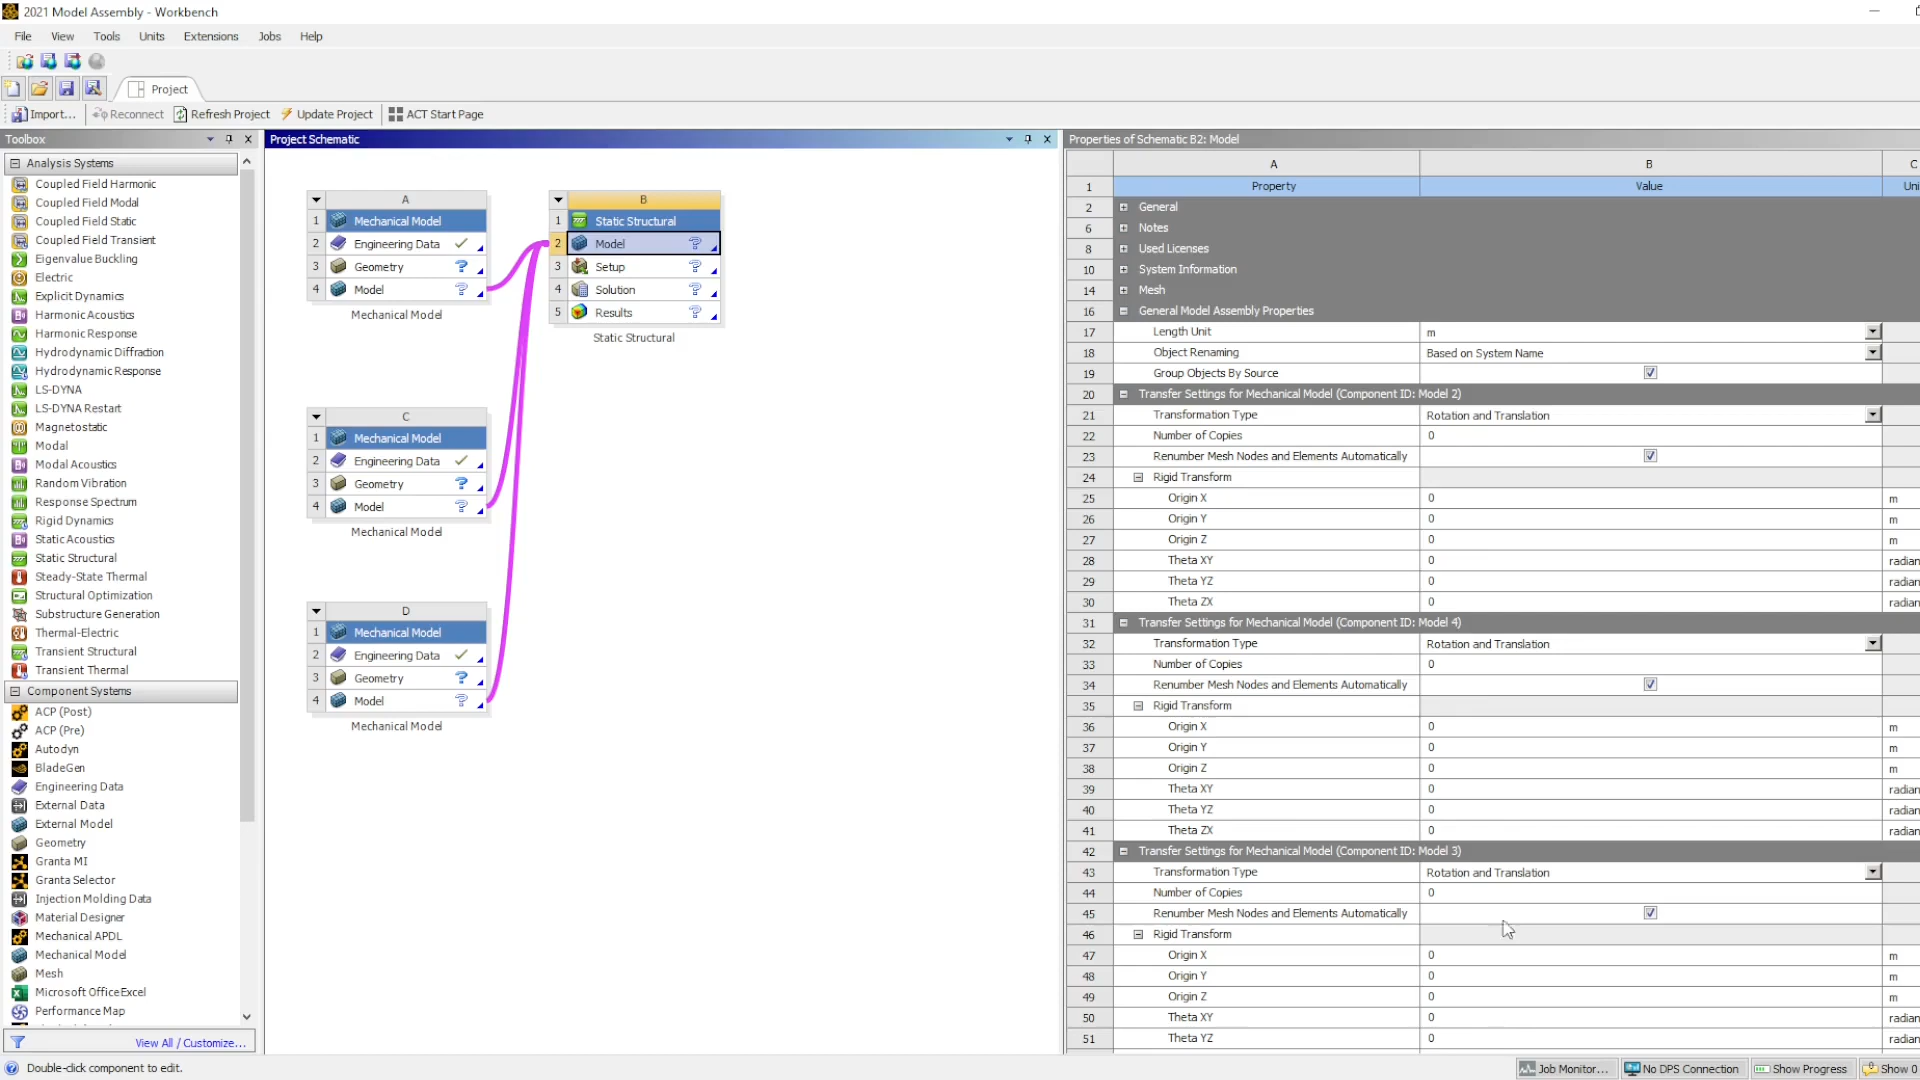 2021 Model Assembly - Workbench
File View Tools Units Extensions Jobs Help
Project
Import... Reconnect Refresh Project Update Project ACT Start Page
Toolbox
Analysis Systems
Coupled Field Harmonic
Coupled Field Modal
Coupled Field Static
Coupled Field Transient
Eigenvalue Buckling
Electric
Explicit Dynamics
Harmonic Acoustics
Harmonic Response
Hydrodynamic Diffraction
Hydrodynamic Response
LS-DYNA
LS-DYNA Restart
Magnetostatic
Modal
Modal Acoustics
Random Vibration
Response Spectrum
Rigid Dynamics
Static Acoustics
Static Structural
Steady-State Thermal
Structural Optimization
Substructure Generation
Thermal-Electric
Transient Structural
Transient Thermal
Component Systems
ACP (Post)
ACP (Pre)
Autodyn
BladeGen
Engineering Data
External Data
External Model
Geometry
Granta MI
Granta Selector
Injection Molding Data
Material Designer
Mechanical APDL
Mechanical Model
Mesh
Microsoft Office Excel
Performance Map
View All / Customize...
Project Schematic
A
1 Mechanical Model
2 Engineering Data
3 Geometry ?
4 Model ?
Mechanical Model
B
1 Static Structural
2 Model ?
3 Setup ?
4 Solution ?
5 Results ?
Static Structural
C
1 Mechanical Model
2 Engineering Data
3 Geometry ?
4 Model ?
Mechanical Model
D
1 Mechanical Model
2 Engineering Data
3 Geometry ?
4 Model ?
Mechanical Model
Properties of Schematic B2: Model
A B C
1 Property Value Uni
2 General
6 Notes
8 Used Licenses
10 System Information
14 Mesh
16 General Model Assembly Properties
17 Length Unit m
18 Object Renaming Based on System Name
19 Group Objects By Source
20 Transfer Settings for Mechanical Model (Component ID: Model 2)
21 Transformation Type Rotation and Translation
22 Number of Copies 0
23 Renumber Mesh Nodes and Elements Automatically
24 Rigid Transform
25 Origin X 0 m
26 Origin Y 0 m
27 Origin Z 0 m
28 Theta XY 0 radian
29 Theta YZ 0 radian
30 Theta ZX 0 radian
31 Transfer Settings for Mechanical Model (Component ID: Model 4)
32 Transformation Type Rotation and Translation
33 Number of Copies 0
34 Renumber Mesh Nodes and Elements Automatically
35 Rigid Transform
36 Origin X 0 m
37 Origin Y 0 m
38 Origin Z 0 m
39 Theta XY 0 radian
40 Theta YZ 0 radian
41 Theta ZX 0 radian
42 Transfer Settings for Mechanical Model (Component ID: Model 3)
43 Transformation Type Rotation and Translation
44 Number of Copies 0
45 Renumber Mesh Nodes and Elements Automatically
46 Rigid Transform
47 Origin X 0 m
48 Origin Y 0 m
49 Origin Z 0 m
50 Theta XY 0 radian
51 Theta YZ 0 radian
Double-click component to edit.
Job Monitor... No DPS Connection Show Progress Show 0